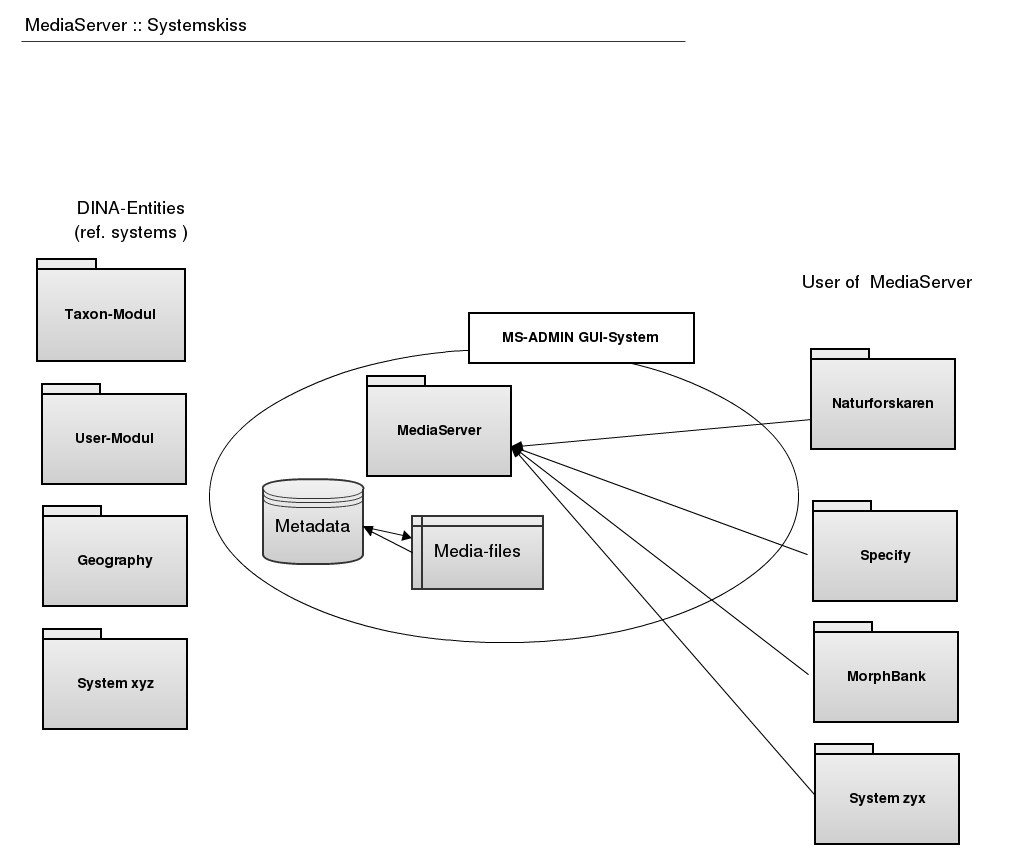 MediaServer :: Systemskiss
DINA-Entities
(ref. systems )
Taxon-Modul
User-Modul
Geography
System xyz
MS-ADMIN GUI-System
MediaServer
Metadata
Media-files
User of  MediaServer
Naturforskaren
Specify
MorphBank
System zyx